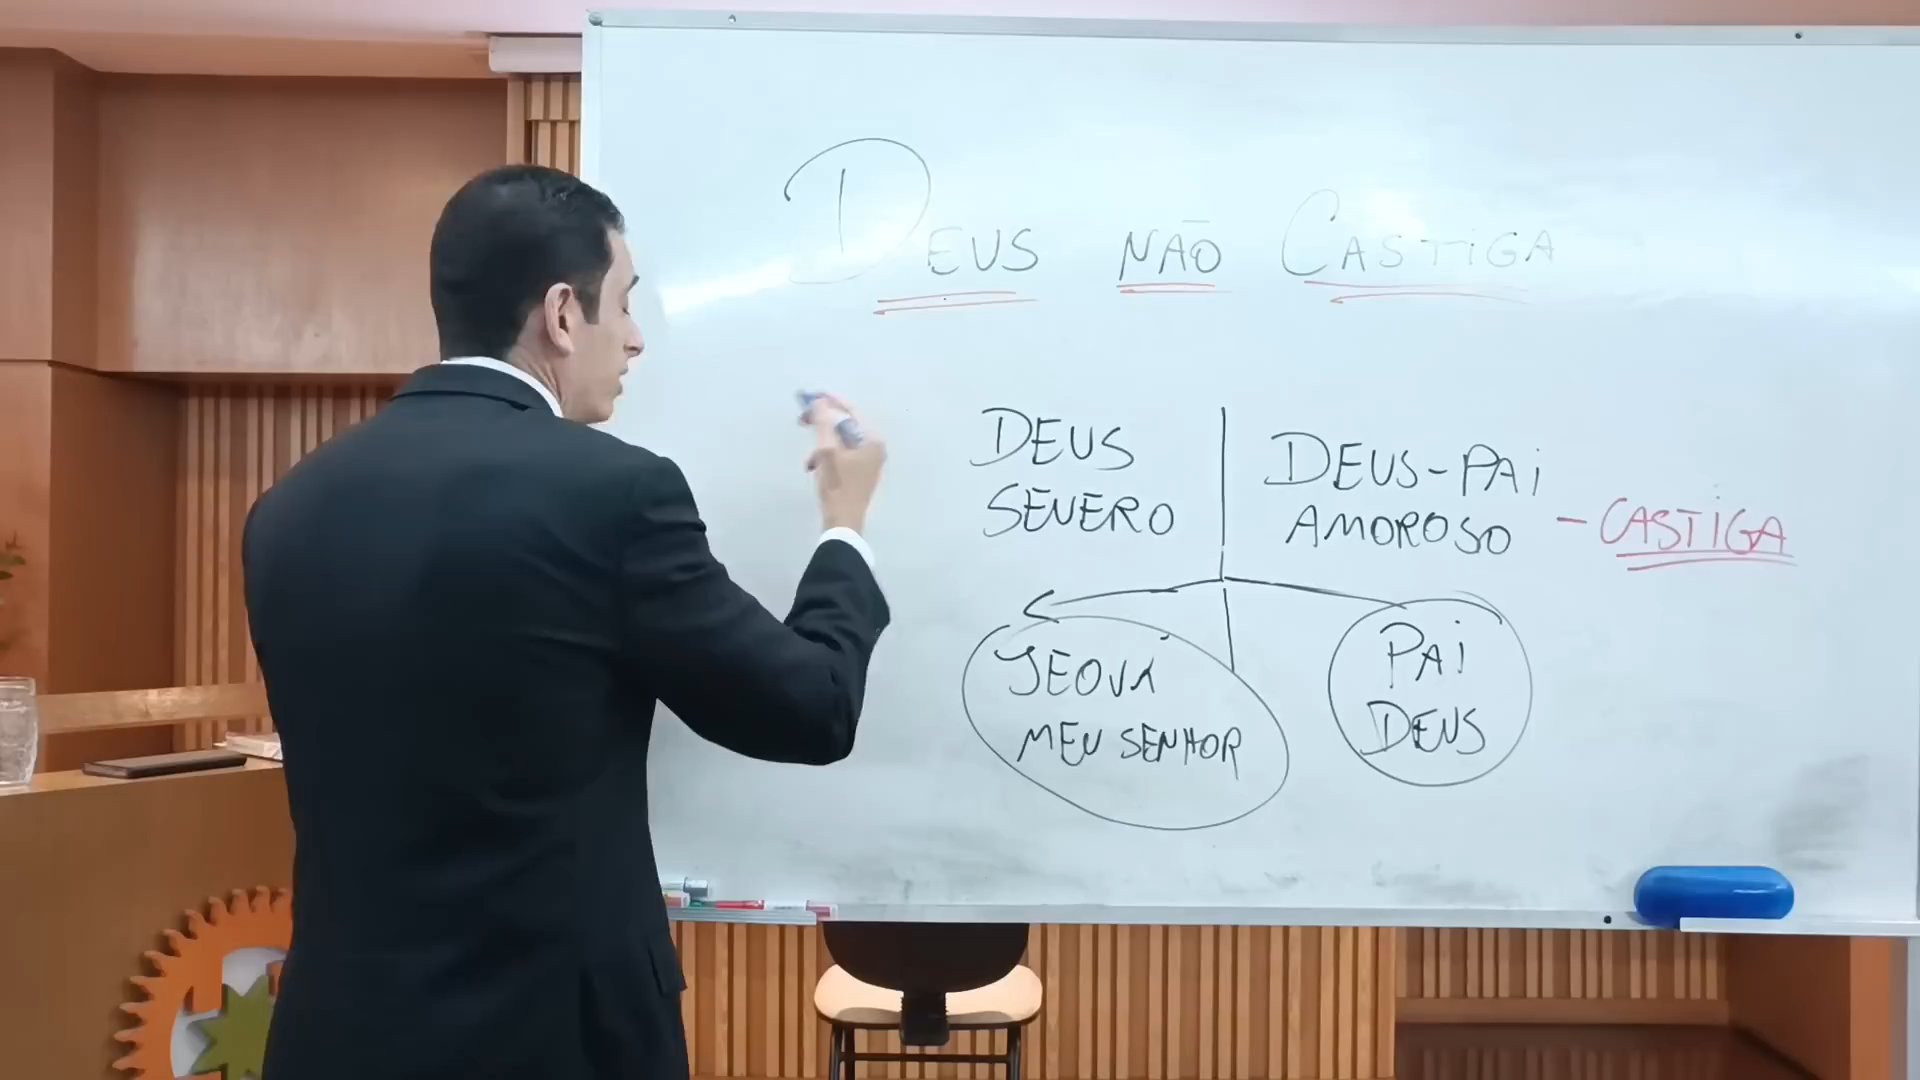 DEUS NÃO CASTIGA
DEUS
SEVERO
DEUS-PAi
AMOROSO
- CASTiGA
JEOVÁ
MEU SENHOR
PAi
DEUS